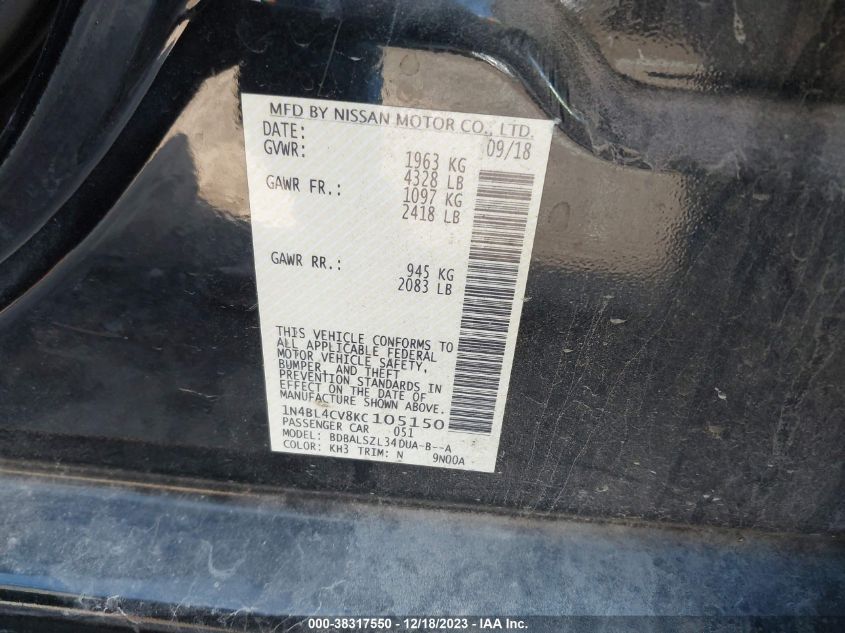 MFD BY NISSAN MOTOR CO., LTD.
DATE: 09/18
GVWR: 1963 KG
4328 LB
GAWR FR.: 1097 KG
2418 LB
GAWR RR.: 945 KG
2083 LB
THIS VEHICLE CONFORMS TO
ALL APPLICABLE FEDERAL
MOTOR VEHICLE SAFETY,
BUMPER, AND THEFT
PREVENTION STANDARDS IN
EFFECT ON THE DATE OF
MANUFACTURE SHOWN ABOVE.
1N4BL4CV8KC105150
PASSENGER CAR 051
MODEL: BDBALSZL34DUA-B--A
COLOR: KH3 TRIM: N 9N00A
000-38317550 - 12/18/2023 - IAA Inc.